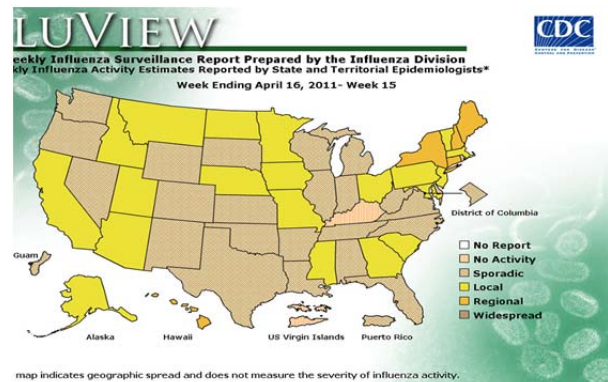 LUVIEW
CDC
eekly Influenza Surveillance Report Prepared by the Influenza Division
kly Influenza Activity Estimates Reported by State and Territorial Epidemiologists*
Week Ending April 16, 2011- Week 15
District of Columbia
No Report
No Activity
Sporadic
Local
Regional
Widespread
Guam
Alaska
Hawaii
US Virgin Islands
Puerto Rico
map indicates geographic spread and does not measure the severity of influenza activity.